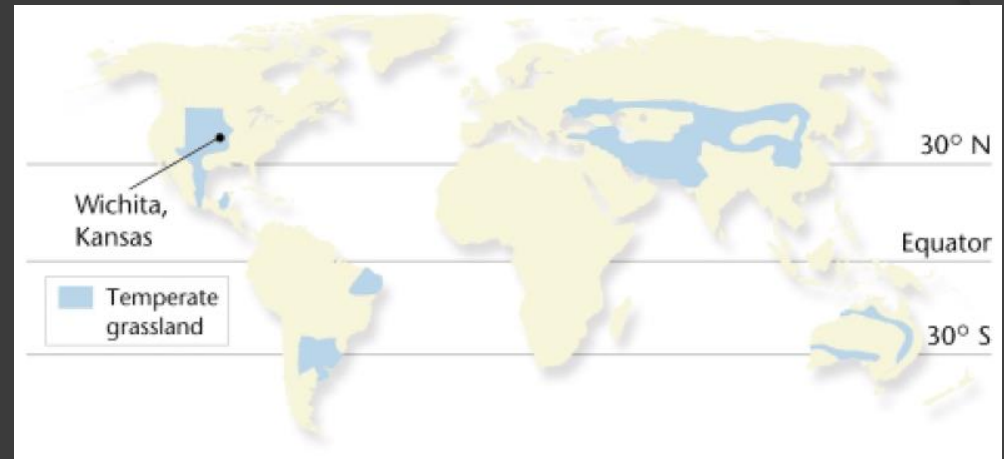 30° N
Wichita,
Kansas
Equator
Temperate
grassland
30° S